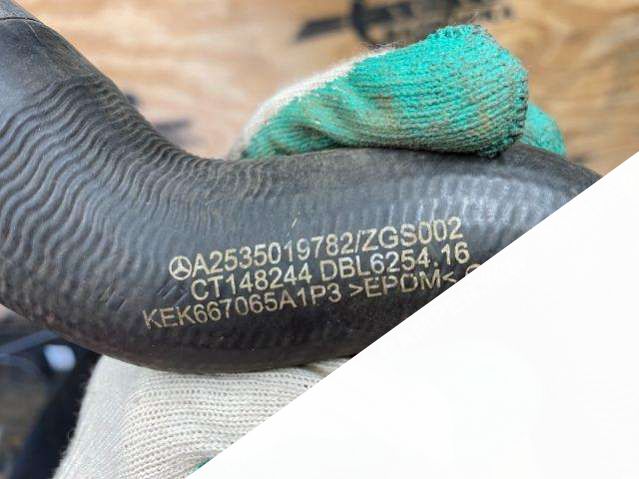 A2535019782/ZGS002
CT148244 DBL6254.16
KEK667065A1P3 >EPDM<